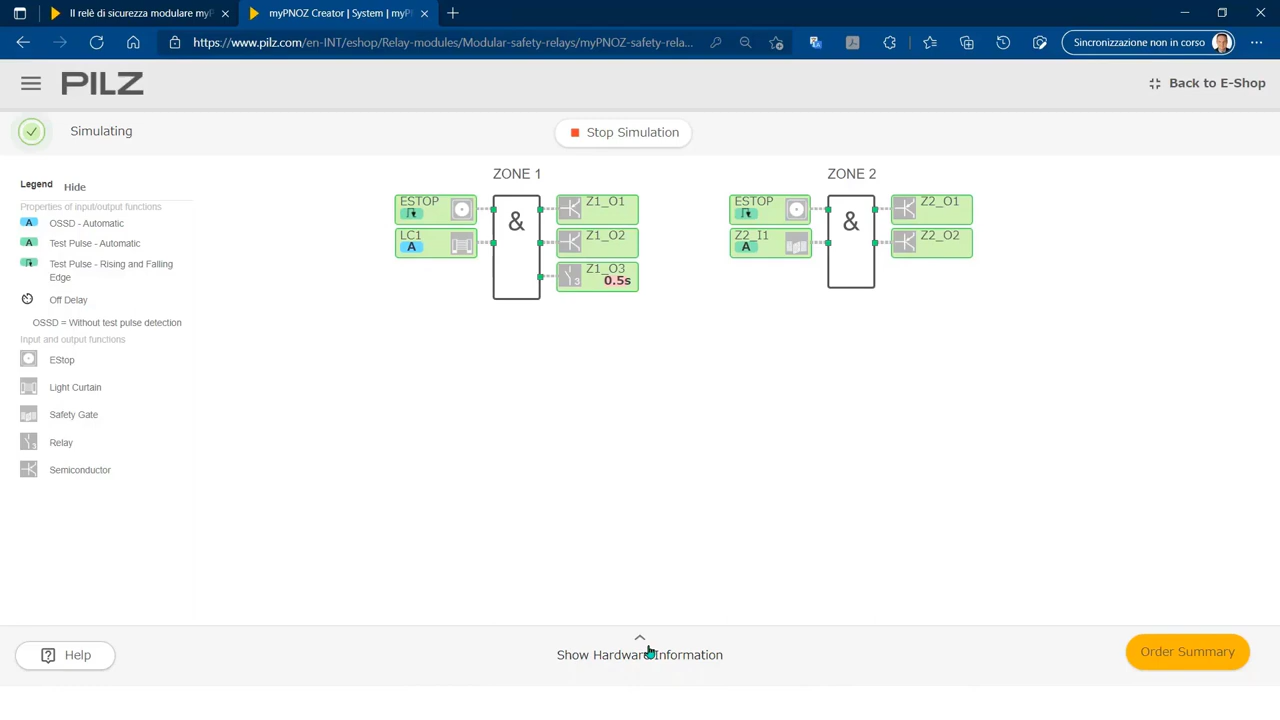 Il relè di sicurezza modulare myP
myPNOZ Creator | System | myP
https://www.pilz.com/en-INT/eshop/Relay-modules/Modular-safety-relays/myPNOZ-safety-rela...
Sincronizzazione non in corso
PILZ
Back to E-Shop
Simulating
Stop Simulation
Legend
Hide
Properties of input/output functions
A OSSD - Automatic
A Test Pulse - Automatic
Test Pulse - Rising and Falling
Edge
Off Delay
OSSD = Without test pulse detection
Input and output functions
EStop
Light Curtain
Safety Gate
3 Relay
Semiconductor
ZONE 1
ESTOP
LC1
A
&
Z1_O1
Z1_O2
Z1_O3
3 0.5s
ZONE 2
ESTOP
Z2_I1
A
&
Z2_O1
Z2_O2
Help
Show Hardware Information
Order Summary